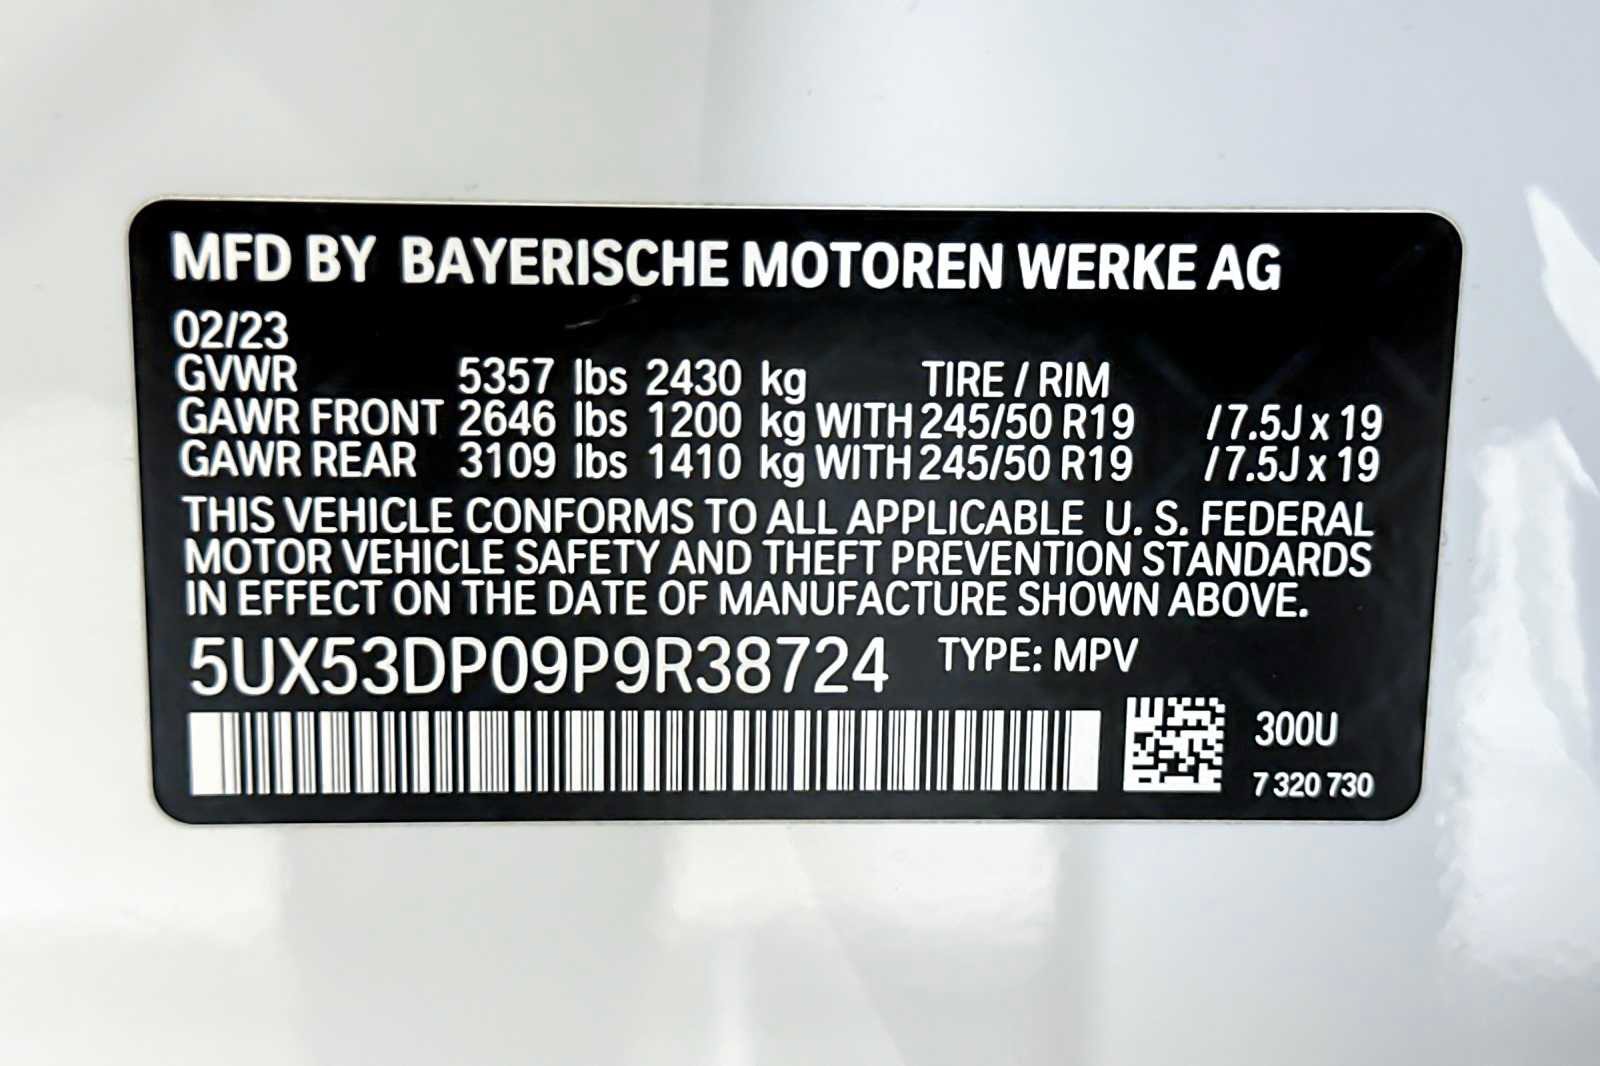 MFD BY BAYERISCHE MOTOREN WERKE AG
02/23
GVWR 5357 lbs 2430 kg TIRE / RIM
GAWR FRONT 2646 lbs 1200 kg WITH 245/50 R19 / 7.5J x 19
GAWR REAR 3109 lbs 1410 kg WITH 245/50 R19 / 7.5J x 19
THIS VEHICLE CONFORMS TO ALL APPLICABLE U. S. FEDERAL
MOTOR VEHICLE SAFETY AND THEFT PREVENTION STANDARDS
IN EFFECT ON THE DATE OF MANUFACTURE SHOWN ABOVE.
5UX53DP09P9R38724 TYPE: MPV
300U
7 320 730